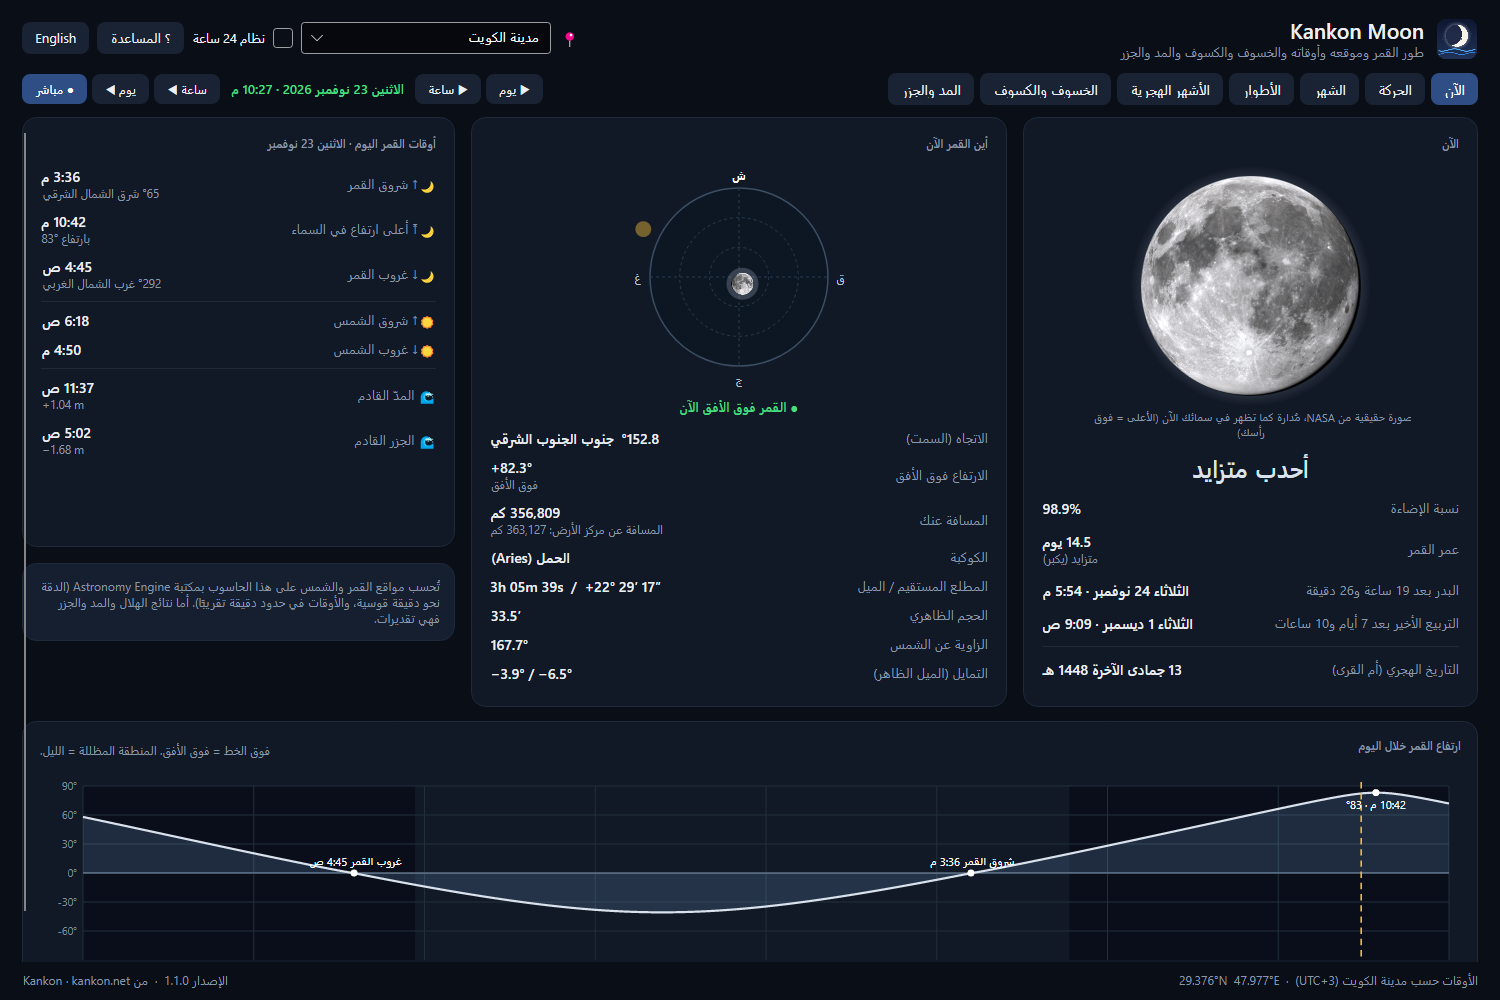 Kankon Moon
طور القمر وموقعه وأوقاته والخسوف والكسوف والمد والجزر
مدينة الكويت
نظام 24 ساعة
؟ المساعدة
English
الآن
الحركة
الشهر
الأطوار
الأشهر الهجرية
الخسوف والكسوف
المد والجزر
▶ يوم
▶ ساعة
الاثنين 23 نوفمبر 2026 · 10:27 م
ساعة ◀
يوم ◀
● مباشر
الآن
صورة حقيقية من NASA، مُدارة كما تظهر في سمائك الآن (الأعلى = فوق
رأسك)
أحدب متزايد
نسبة الإضاءة
98.9%
عمر القمر
14.5 يوم
متزايد (يكبر)
البدر بعد 19 ساعة و26 دقيقة
الثلاثاء 24 نوفمبر · 5:54 م
التربيع الأخير بعد 7 أيام و10 ساعات
الثلاثاء 1 ديسمبر · 9:09 ص
التاريخ الهجري (أم القرى)
13 جمادى الآخرة 1448 هـ
أين القمر الآن
ش
ق
غ
ج
● القمر فوق الأفق الآن
الاتجاه (السمت)
152.8° جنوب الجنوب الشرقي
الارتفاع فوق الأفق
+82.3°
فوق الأفق
المسافة عنك
356,809 كم
المسافة عن مركز الأرض: 363,127 كم
الكوكبة
الحمل (Aries)
المطلع المستقيم / الميل
3h 05m 39s / +22° 29′ 17″
الحجم الظاهري
33.5′
الزاوية عن الشمس
167.7°
التمايل (الميل الظاهر)
−3.9° / −6.5°
أوقات القمر اليوم · الاثنين 23 نوفمبر
↑ شروق القمر
3:36 م
65° شرق الشمال الشرقي
أعلى ارتفاع في السماء
10:42 م
بارتفاع 83°
↓ غروب القمر
4:45 ص
292° غرب الشمال الغربي
↑ شروق الشمس
6:18 ص
↓ غروب الشمس
4:50 م
المدّ القادم
11:37 ص
+1.04 m
الجزر القادم
5:02 ص
−1.68 m
تُحسب مواقع القمر والشمس على هذا الحاسوب بمكتبة Astronomy Engine (الدقة
نحو دقيقة قوسية، والأوقات في حدود دقيقة تقريبًا). أما نتائج الهلال والمد والجزر
فهي تقديرات.
ارتفاع القمر خلال اليوم
فوق الخط = فوق الأفق. المنطقة المظللة = الليل.
90°
60°
30°
0°
-30°
-60°
غروب القمر 4:45 ص
شروق القمر 3:36 م
10:42 م · 83°
الأوقات حسب مدينة الكويت (UTC+3) · 29.376°N 47.977°E
الإصدار 1.1.0 · من Kankon · kankon.net